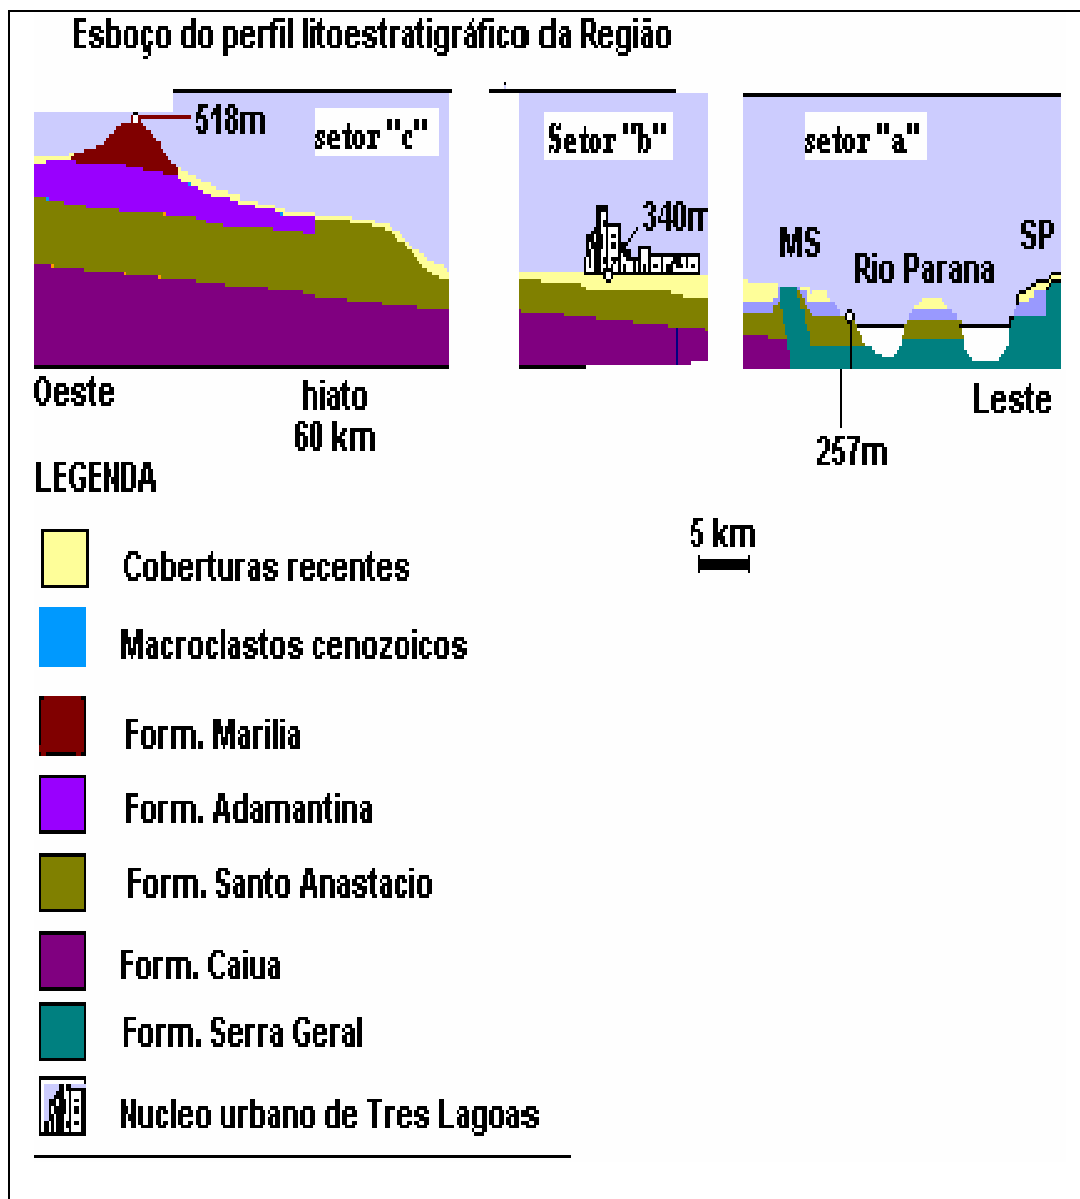 Esboço do perfil litoestratigráfico da Região
518m
setor "c"
Setor "b"
setor "a"
340m
MS
SP
Rio Parana
Oeste
hiato
60 km
Leste
257m
LEGENDA
5 km
Coberturas recentes
Macroclastos cenozoicos
Form. Marilia
Form. Adamantina
Form. Santo Anastacio
Form. Caiua
Form. Serra Geral
Nucleo urbano de Tres Lagoas